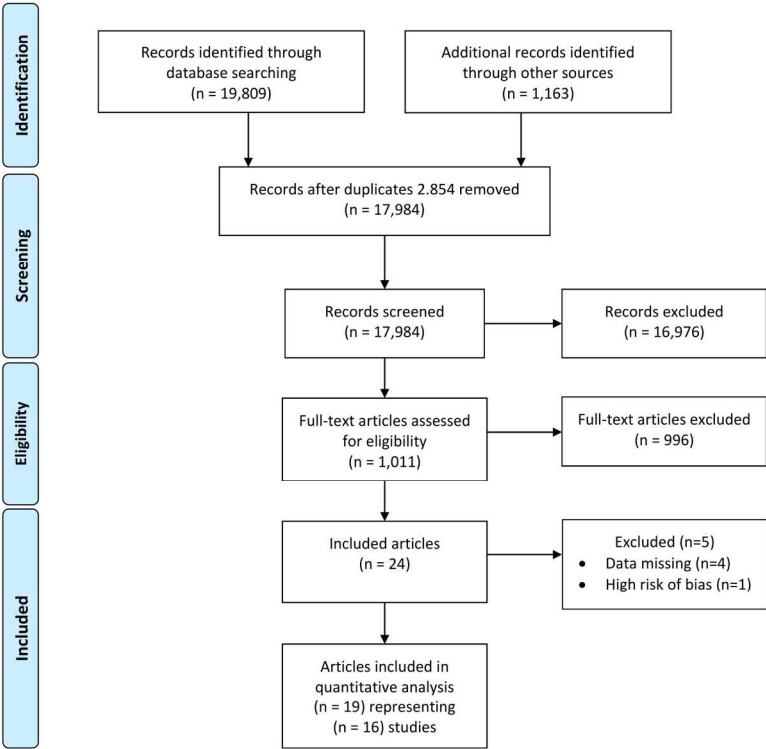 Identification
Records identified through
database searching
(n = 19,809)
Additional records identified
through other sources
(n = 1,163)
Screening
Records after duplicates 2.854 removed
(n = 17,984)
Records screened
(n = 17,984)
Records excluded
(n = 16,976)
Eligibility
Full-text articles assessed
for eligibility
(n = 1,011)
Full-text articles excluded
(n = 996)
Included
Included articles
(n = 24)
Excluded (n=5)
• Data missing (n=4)
• High risk of bias (n=1)
Articles included in
quantitative analysis
(n = 19) representing
(n = 16) studies